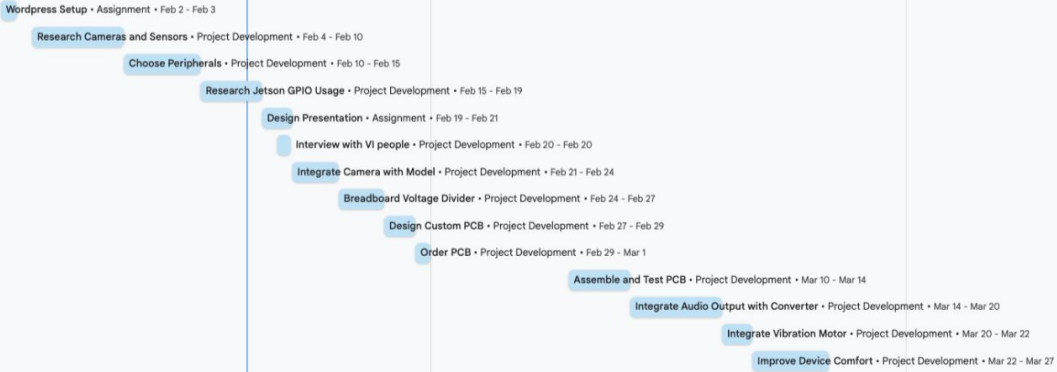 Wordpress Setup • Assignment • Feb 2 - Feb 3
Research Cameras and Sensors • Project Development • Feb 4 - Feb 10
Choose Peripherals • Project Development • Feb 10 - Feb 15
Research Jetson GPIO Usage • Project Development • Feb 15 - Feb 19
Design Presentation • Assignment • Feb 19 - Feb 21
Interview with VI people • Project Development • Feb 20 - Feb 20
Integrate Camera with Model • Project Development • Feb 21 - Feb 24
Breadboard Voltage Divider • Project Development • Feb 24 - Feb 27
Design Custom PCB • Project Development • Feb 27 - Feb 29
Order PCB • Project Development • Feb 29 - Mar 1
Assemble and Test PCB • Project Development • Mar 10 - Mar 14
Integrate Audio Output with Converter • Project Development • Mar 14 - Mar 20
Integrate Vibration Motor • Project Development • Mar 20 - Mar 22
Improve Device Comfort • Project Development • Mar 22 - Mar 27